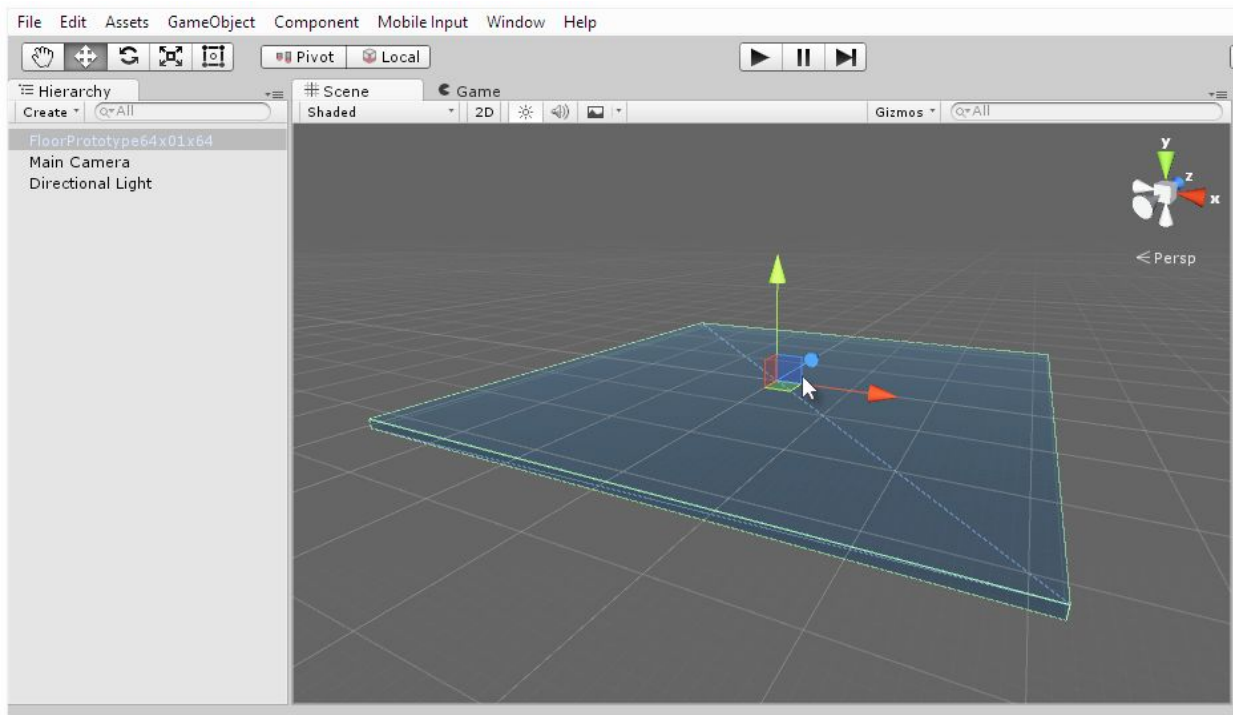 File Edit Assets GameObject Component Mobile Input Window Help
Pivot Local
Hierarchy
Create All
FloorPrototype64x01x64
Main Camera
Directional Light
Scene Game
Shaded 2D Gizmos All
y
z
x
Persp